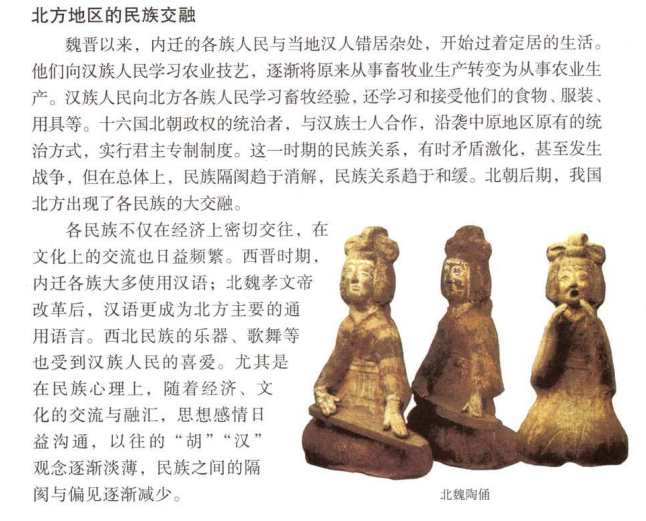 北方地区的民族交融
魏晋以来，内迁的各族人民与当地汉人错居杂处，开始过着定居的生活。
他们向汉族人民学习农业技艺，逐渐将原来从事畜牧业生产转变为从事农业生
产。汉族人民向北方各族人民学习畜牧经验，还学习和接受他们的食物、服装、
用具等。十六国北朝政权的统治者，与汉族士人合作，沿袭中原地区原有的统
治方式，实行君主专制制度。这一时期的民族关系，有时矛盾激化，甚至发生
战争，但在总体上，民族隔阂趋于消解，民族关系趋于和缓。北朝后期，我国
北方出现了各民族的大交融。
各民族不仅在经济上密切交往，在
文化上的交流也日益频繁。西晋时期，
内迁各族大多使用汉语；北魏孝文帝
改革后，汉语更成为北方主要的通
用语言。西北民族的乐器、歌舞等
也受到汉族人民的喜爱。尤其是
在民族心理上，随着经济、文
化的交流与融汇，思想感情日
益沟通，以往的“胡”“汉”
观念逐渐淡薄，民族之间的隔
阂与偏见逐渐减少。
北魏陶俑